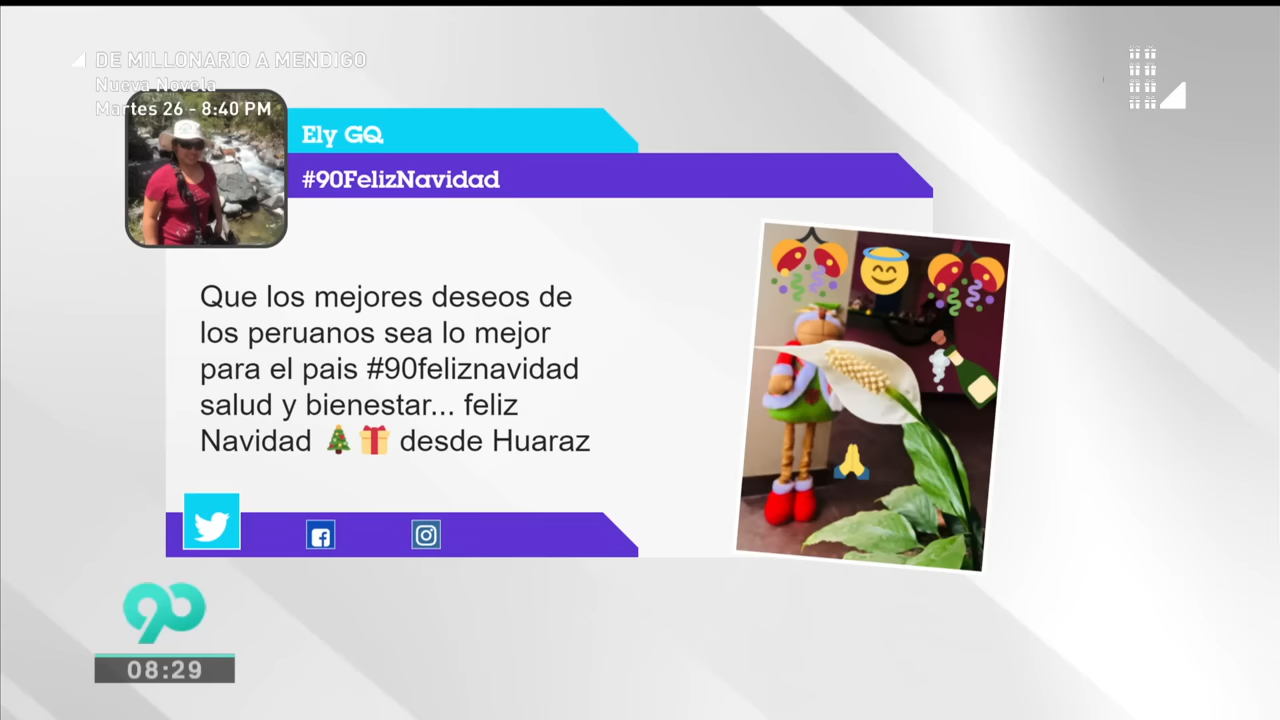 DE MILLONARIO A MENDIGO
Nueva Novela
Martes 26 - 8:40 PM
Ely GQ
#90FelizNavidad
Que los mejores deseos de
los peruanos sea lo mejor
para el pais #90feliznavidad
salud y bienestar... feliz
Navidad 🎄🎁 desde Huaraz
90
08:29